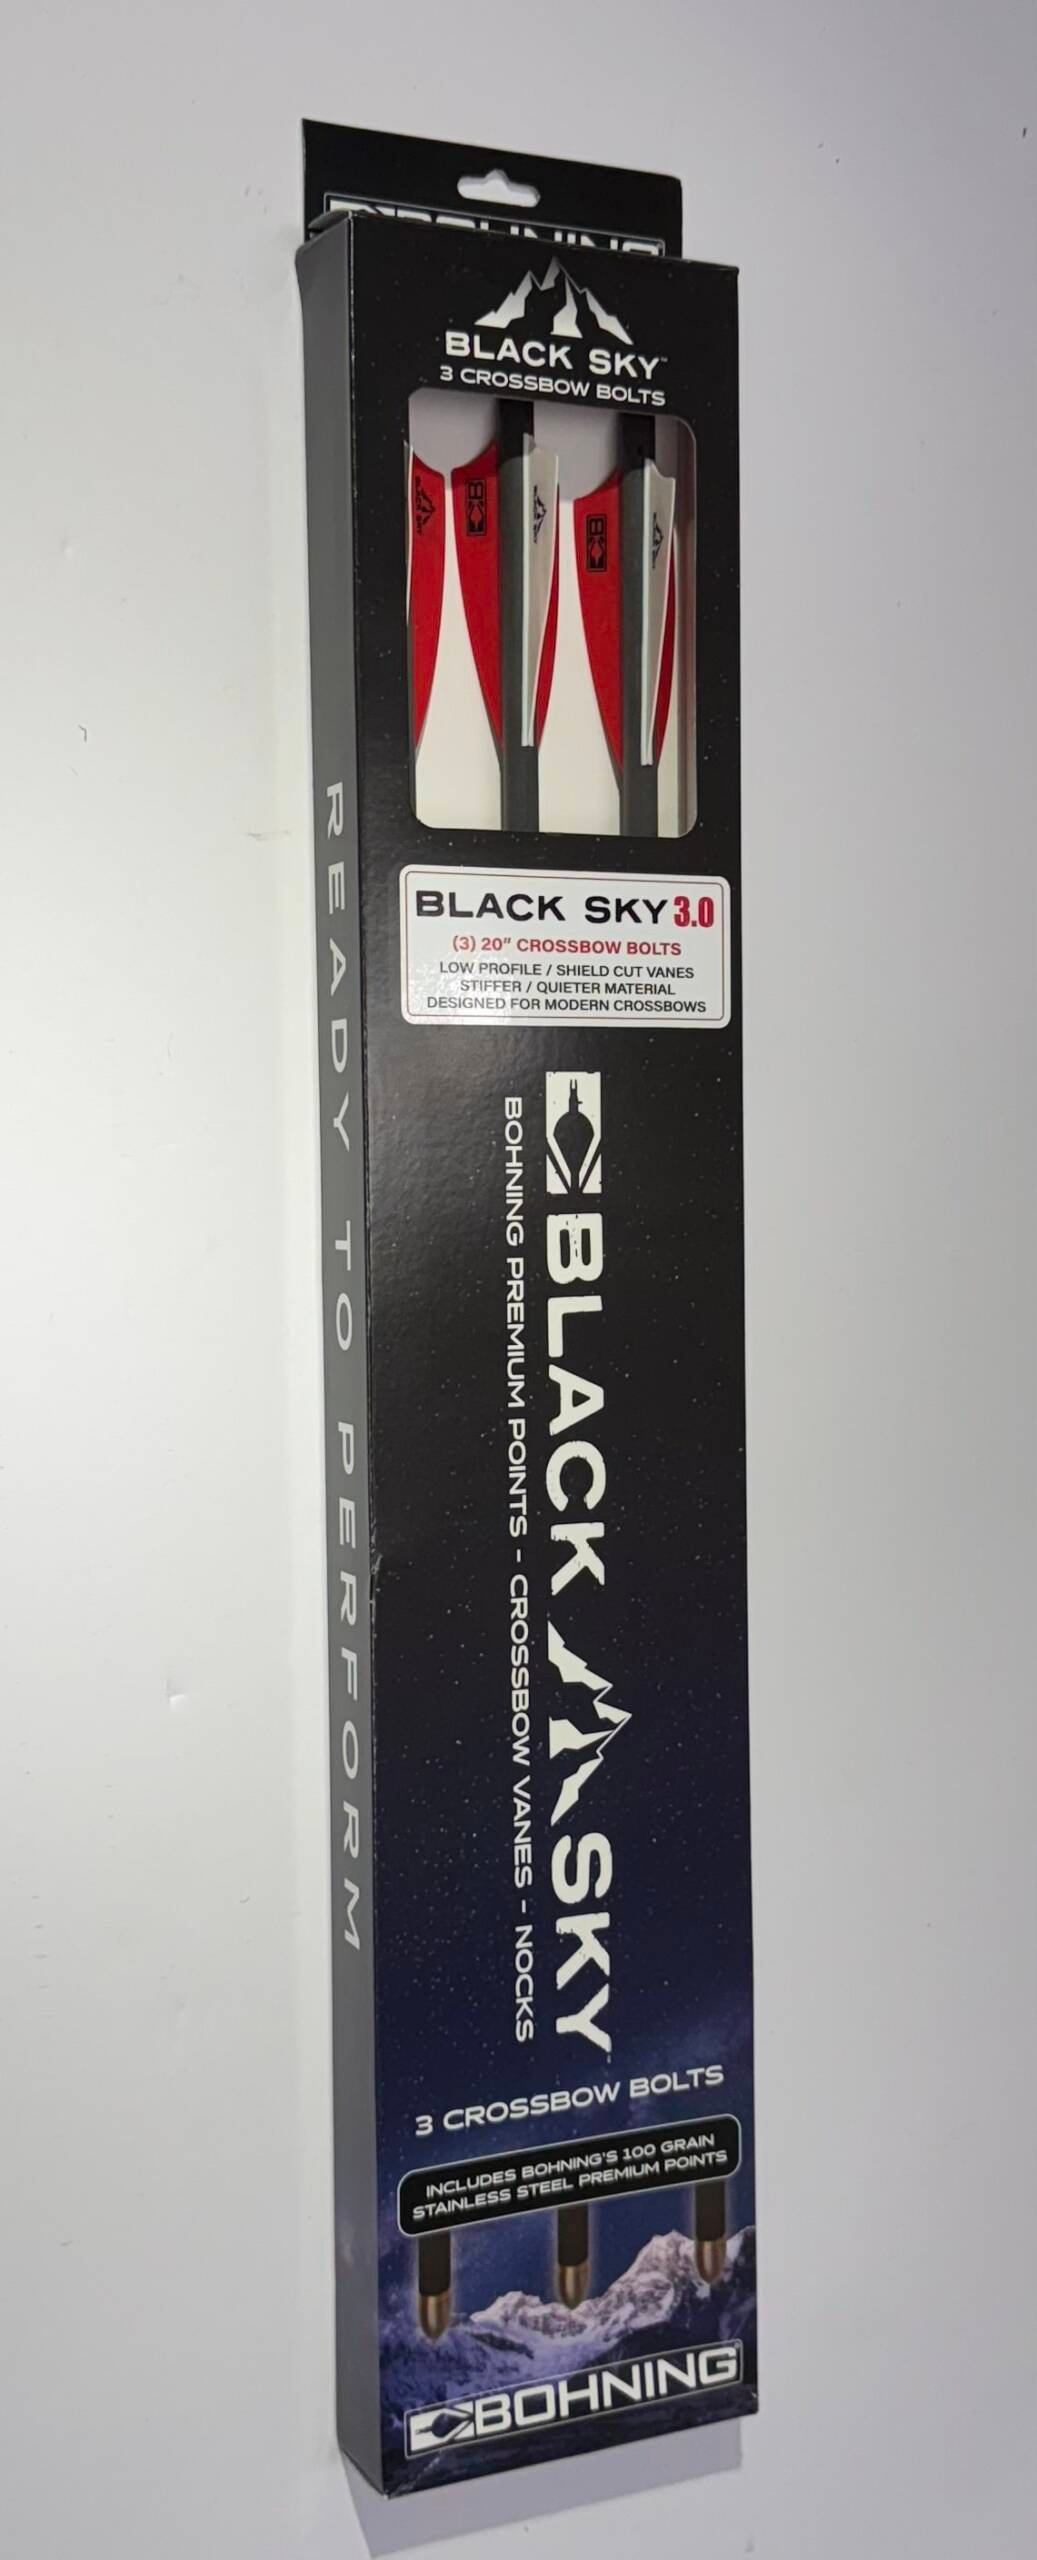 BOHNING
BLACK SKY™
3 CROSSBOW BOLTS
BLACK SKY
B
B
BLACK SKY 3.0
(3) 20" CROSSBOW BOLTS
LOW PROFILE / SHIELD CUT VANES
STIFFER / QUIETER MATERIAL
DESIGNED FOR MODERN CROSSBOWS
BLACK SKY™
BOHNING PREMIUM POINTS - CROSSBOW VANES - NOCKS
READY TO PERFORM
3 CROSSBOW BOLTS
INCLUDES BOHNING'S 100 GRAIN
STAINLESS STEEL PREMIUM POINTS
BOHNING®